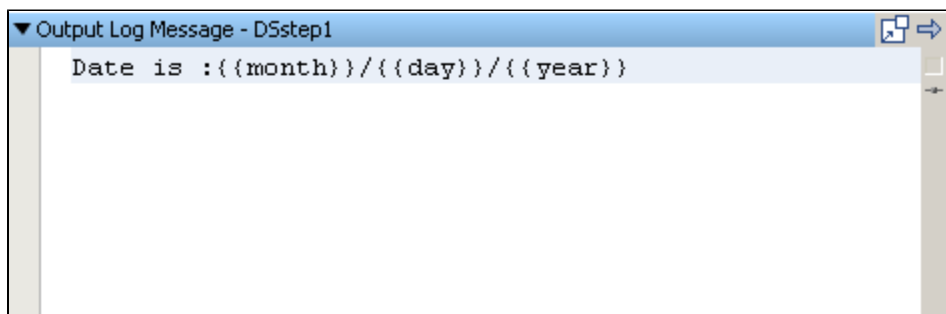 Output Log Message - DSstep1
Date is :{{month}}/{{day}}/{{year}}